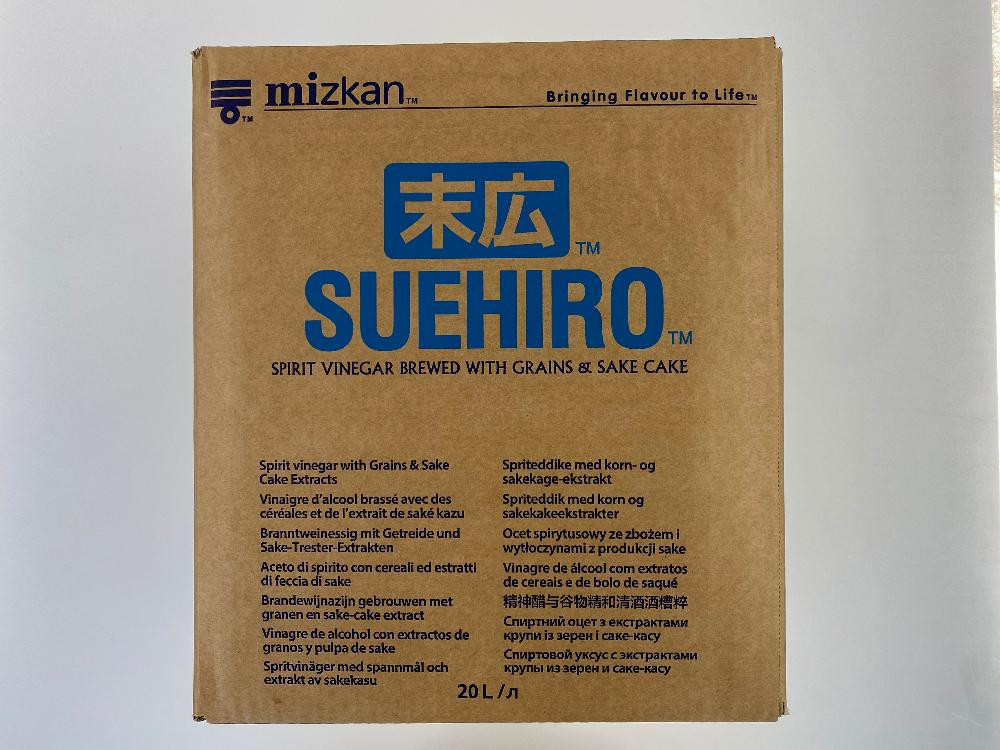 mizkan™
Bringing Flavour to Life™
™
末広™
SUEHIRO™
SPIRIT VINEGAR BREWED WITH GRAINS & SAKE CAKE
Spirit vinegar with Grains & Sake
Cake Extracts
Vinaigre d'alcool brassé avec des
céréales et de l'extrait de saké kazu
Branntweinessig mit Getreide und
Sake-Trester-Extrakten
Aceto di spirito con cereali ed estratti
di feccia di sake
Brandewijnazijn gebrouwen met
granen en sake-cake extract
Vinagre de alcohol con extractos de
granos y pulpa de sake
Spritvinäger med spannmål och
extrakt av sakekasu
Spriteddike med korn- og
sakekage-ekstrakt
Spriteddik med korn og
sakekakeekstrakter
Ocet spirytusowy ze zbożem i
wytłoczynami z produkcji sake
Vinagre de álcool com extratos
de cereais e de bolo de saqué
精神醋与谷物精和清酒酒糟粹
Спиртний оцет з екстрактами
крупи із зерен і саке-касу
Спиртовой уксус с экстрактами
крупы из зерен и саке-касу
20 L /л